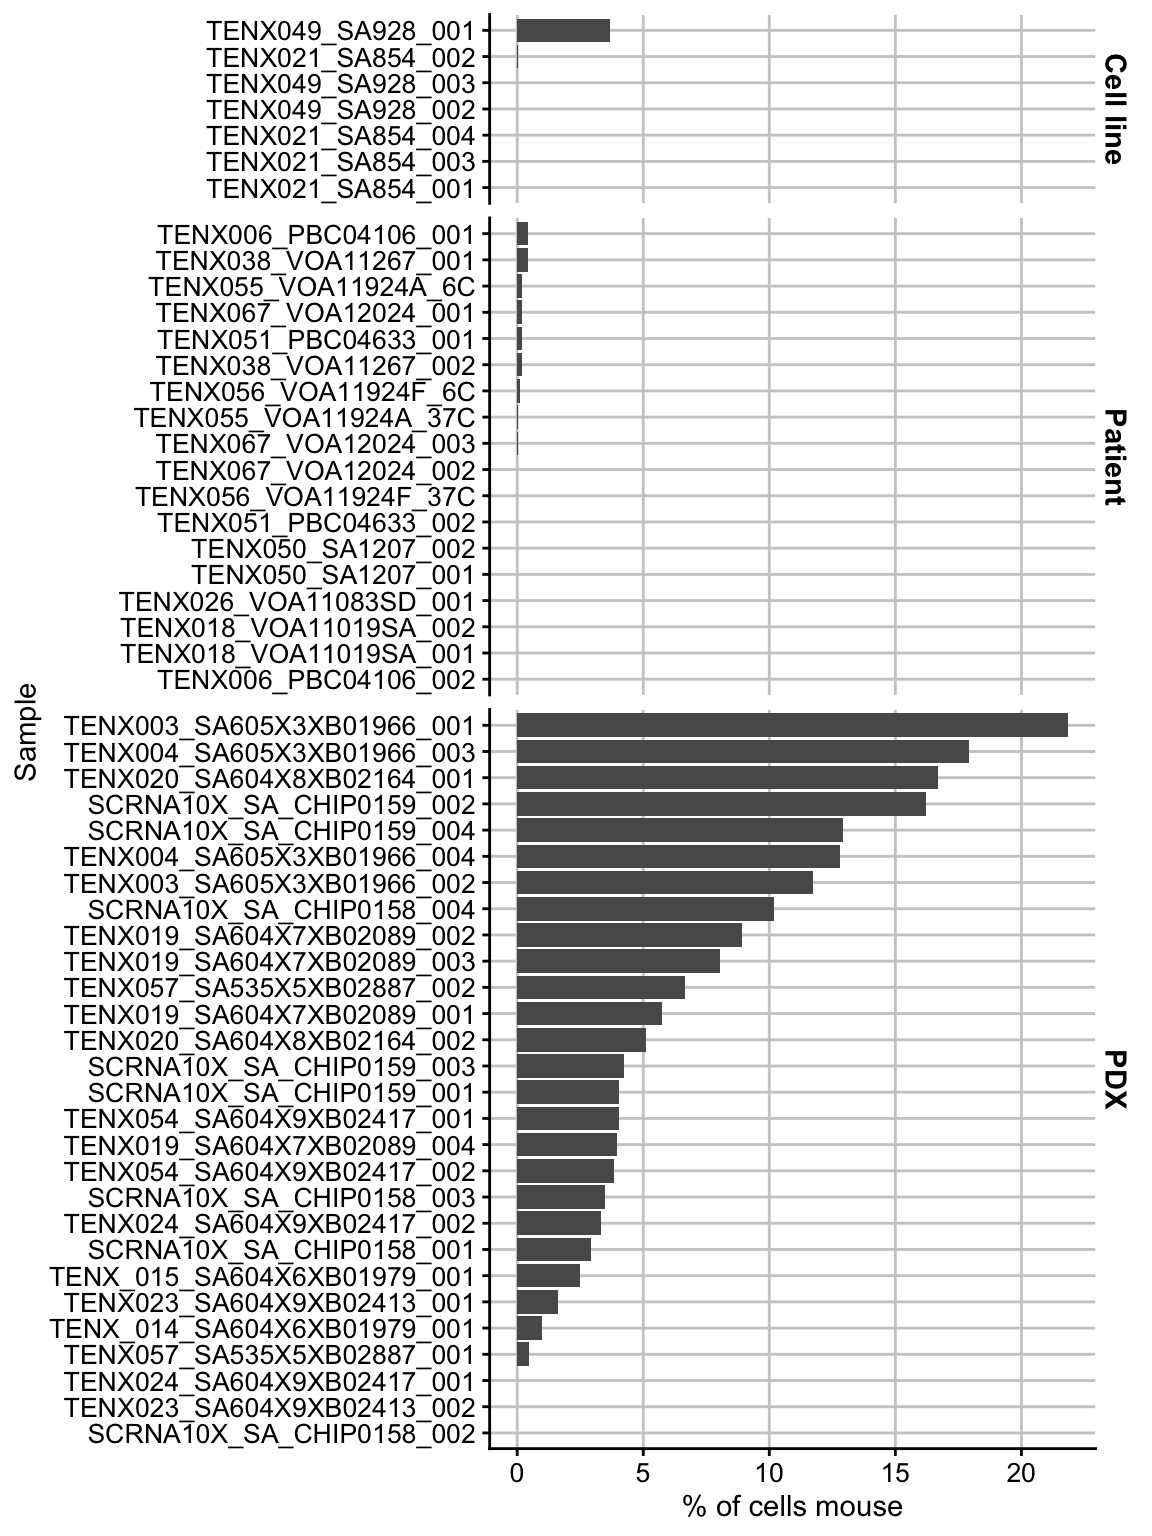 TENX049_SA928_001
TENX021_SA854_002
TENX049_SA928_003
TENX049_SA928_002
TENX021_SA854_004
TENX021_SA854_003
TENX021_SA854_001
Cell line
TENX006_PBC04106_001
TENX038_VOA11267_001
TENX055_VOA11924A_6C
TENX067_VOA12024_001
TENX051_PBC04633_001
TENX038_VOA11267_002
TENX056_VOA11924F_6C
TENX055_VOA11924A_37C
TENX067_VOA12024_003
TENX067_VOA12024_002
TENX056_VOA11924F_37C
TENX051_PBC04633_002
TENX050_SA1207_002
TENX050_SA1207_001
TENX026_VOA11083SD_001
TENX018_VOA11019SA_002
TENX018_VOA11019SA_001
TENX006_PBC04106_002
Patient
Sample
TENX003_SA605X3XB01966_001
TENX004_SA605X3XB01966_003
TENX020_SA604X8XB02164_001
SCRNA10X_SA_CHIP0159_002
SCRNA10X_SA_CHIP0159_004
TENX004_SA605X3XB01966_004
TENX003_SA605X3XB01966_002
SCRNA10X_SA_CHIP0158_004
TENX019_SA604X7XB02089_002
TENX019_SA604X7XB02089_003
TENX057_SA535X5XB02887_002
TENX019_SA604X7XB02089_001
TENX020_SA604X8XB02164_002
SCRNA10X_SA_CHIP0159_003
SCRNA10X_SA_CHIP0159_001
TENX054_SA604X9XB02417_001
TENX019_SA604X7XB02089_004
TENX054_SA604X9XB02417_002
SCRNA10X_SA_CHIP0158_003
TENX024_SA604X9XB02417_002
SCRNA10X_SA_CHIP0158_001
TENX_015_SA604X6XB01979_001
TENX023_SA604X9XB02413_001
TENX_014_SA604X6XB01979_001
TENX057_SA535X5XB02887_001
TENX024_SA604X9XB02417_001
TENX023_SA604X9XB02413_002
SCRNA10X_SA_CHIP0158_002
PDX
0 5 10 15 20
% of cells mouse